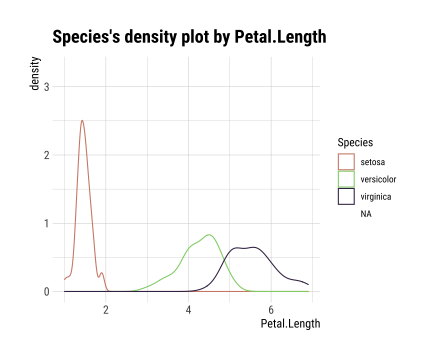 Species's density plot by Petal.Length
density
3
2
1
0
2 4 6
Petal.Length
Species
setosa
versicolor
virginica
NA